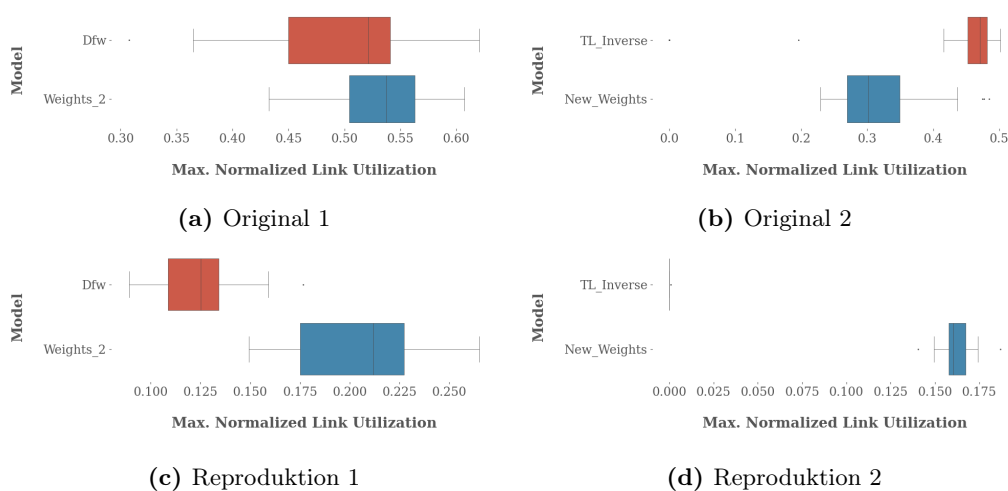 Model
Dfw
Weights_2
0.30 0.35 0.40 0.45 0.50 0.55 0.60
Max. Normalized Link Utilization
(a) Original 1
Model
TL_Inverse
New_Weights
0.0 0.1 0.2 0.3 0.4 0.5
Max. Normalized Link Utilization
(b) Original 2
Model
Dfw
Weights_2
0.100 0.125 0.150 0.175 0.200 0.225 0.250
Max. Normalized Link Utilization
(c) Reproduktion 1
Model
TL_Inverse
New_Weights
0.000 0.025 0.050 0.075 0.100 0.125 0.150 0.175
Max. Normalized Link Utilization
(d) Reproduktion 2